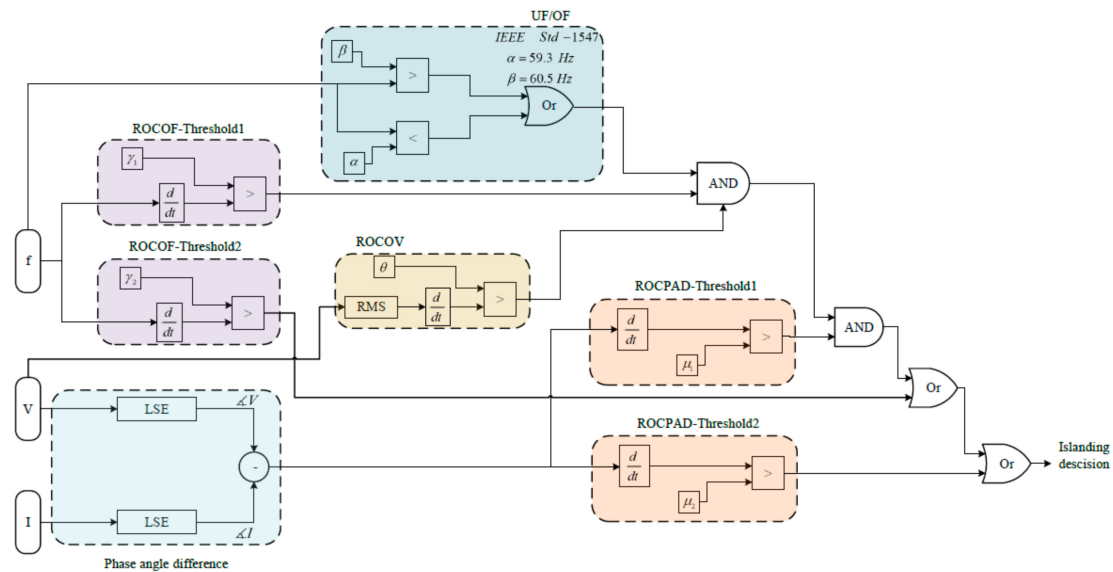 UF/OF
IEEE Std −1547
α = 59.3 Hz
β = 60.5 Hz
β
>
Or
<
α
ROCOF-Threshold1
γ₁
d
dt
>
AND
f
ROCOF-Threshold2
γ₂
d
dt
>
ROCOV
θ
RMS
d
dt
>
ROCPAD-Threshold1
d
dt
>
μ₁
AND
Or
V
LSE
∡V
-
I
LSE
∡I
Phase angle difference
ROCPAD-Threshold2
d
dt
>
μ₂
Or
Islanding
descision